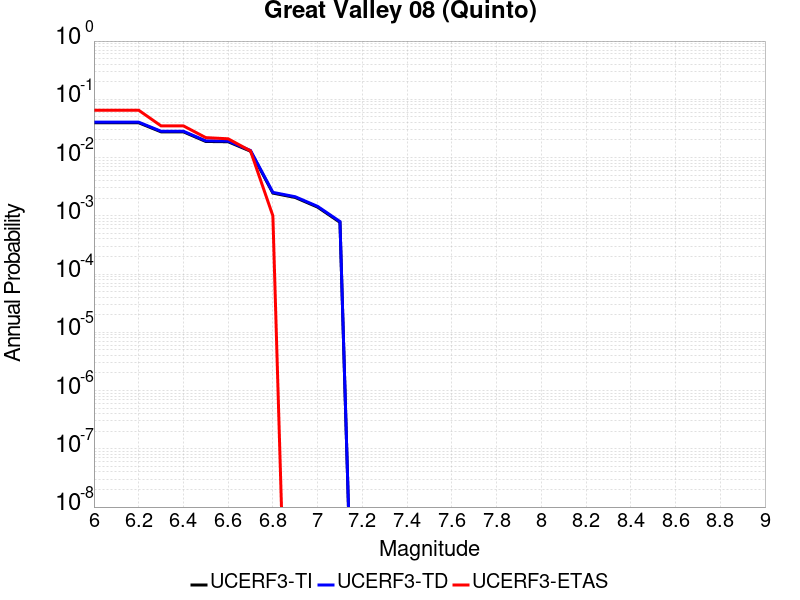 Great Valley 08 (Quinto)
10^0
10^-1
10^-2
10^-3
10^-4
10^-5
10^-6
10^-7
10^-8
Annual Probability
6 6.2 6.4 6.6 6.8 7 7.2 7.4 7.6 7.8 8 8.2 8.4 8.6 8.8 9
Magnitude
UCERF3-TI UCERF3-TD UCERF3-ETAS